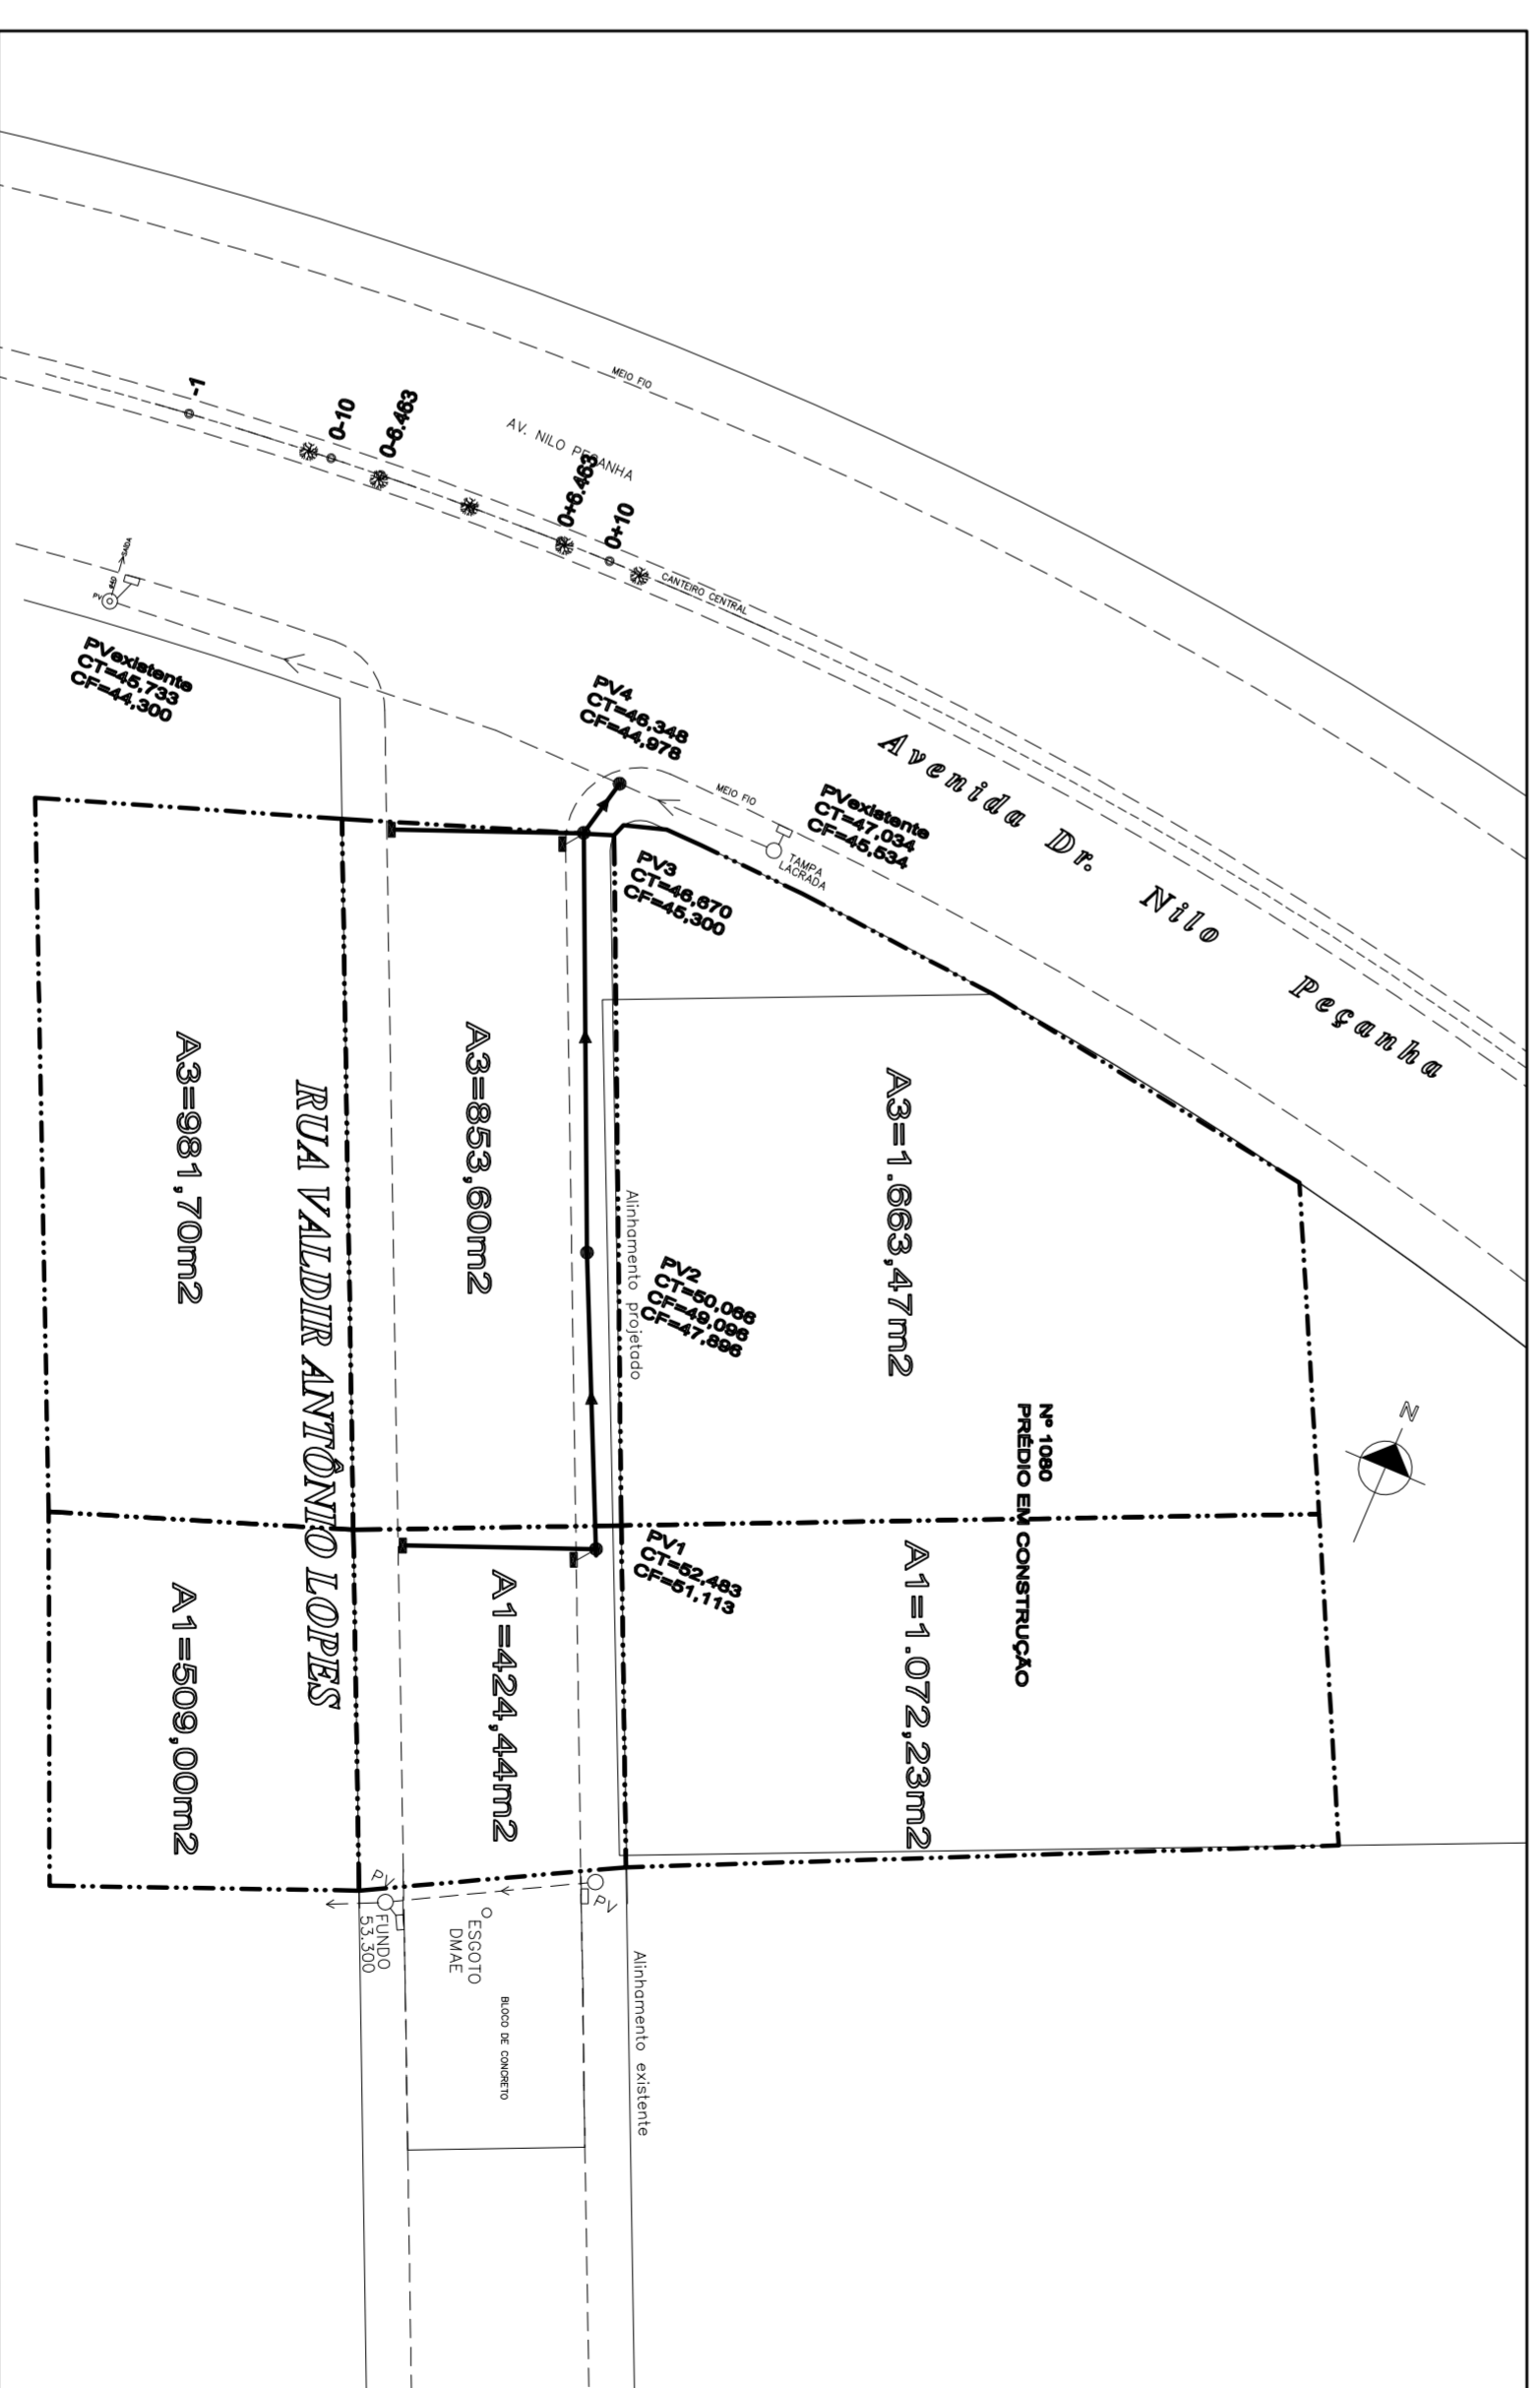 MEIO FIO
-1
0-10
0-6.463
AV. NILO PEÇANHA
0+6.463
0+10
CANTEIRO CENTRAL
SAIDA
PV
PVexistente
CT=45,733
CF=44,300
PV4
CT=46,348
CF=44,978
MEIO FIO
PVexistente
CT=47,034
CF=45,534
TAMPA
LACRADA
Avenida Dr. Nilo Peçanha
PV3
CT=46,670
CF=45,300
A3=981,70m2
RUA VALDIR ANTÔNIO LOPES
A3=853,60m2
Alinhamento projetado
A3=1.663,47m2
PV2
CT=50,066
CF=49,096
CF=47,896
Nº 1080
PRÉDIO EM CONSTRUÇÃO
N
PV1
CT=52,483
CF=51,113
A1=509,00m2
A1=424,44m2
A1=1.072,23m2
PV
PV
FUNDO
53.300
ESGOTO
DMAE
BLOCO DE CONCRETO
Alinhamento existente